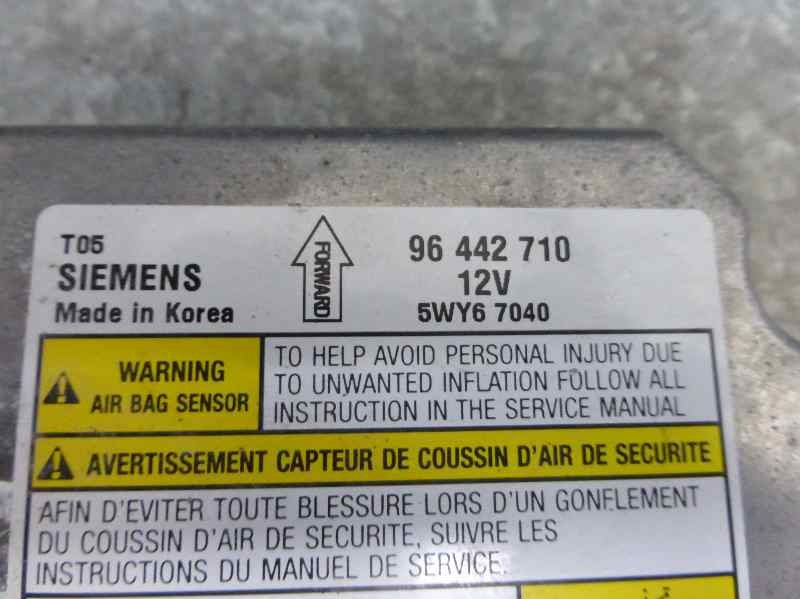 T05
SIEMENS
Made in Korea
FORWARD
96 442 710
12V
5WY6 7040
WARNING
AIR BAG SENSOR
TO HELP AVOID PERSONAL INJURY DUE
TO UNWANTED INFLATION FOLLOW ALL
INSTRUCTION IN THE SERVICE MANUAL
AVERTISSEMENT CAPTEUR DE COUSSIN D'AIR DE SECURITE
AFIN D'EVITER TOUTE BLESSURE LORS D'UN GONFLEMENT
DU COUSSIN D'AIR DE SECURITE, SUIVRE LES
INSTRUCTIONS DU MANUEL DE SERVICE.